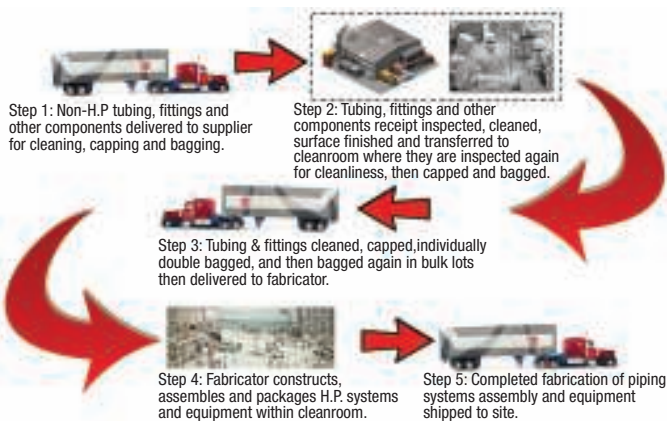 Step 1: Non-H.P tubing, fittings and
other components delivered to supplier
for cleaning, capping and bagging.
Step 2: Tubing, fittings and other
components receipt inspected, cleaned,
surface finished and transferred to
cleanroom where they are inspected again
for cleanliness, then capped and bagged.
Step 3: Tubing & fittings cleaned, capped,individually
double bagged, and then bagged again in bulk lots
then delivered to fabricator.
Step 4: Fabricator constructs,
assembles and packages H.P. systems
and equipment within cleanroom.
Step 5: Completed fabrication of piping
systems assembly and equipment
shipped to site.